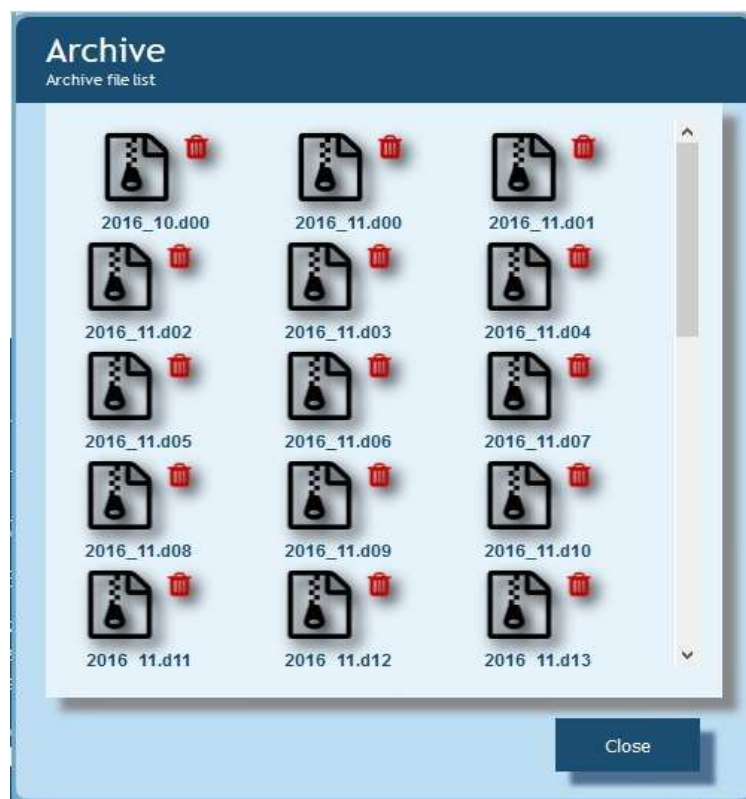 Archive
Archive file list
2016_10.d00 2016_11.d00 2016_11.d01
2016_11.d02 2016_11.d03 2016_11.d04
2016_11.d05 2016_11.d06 2016_11.d07
2016_11.d08 2016_11.d09 2016_11.d10
2016_11.d11 2016_11.d12 2016_11.d13
Close